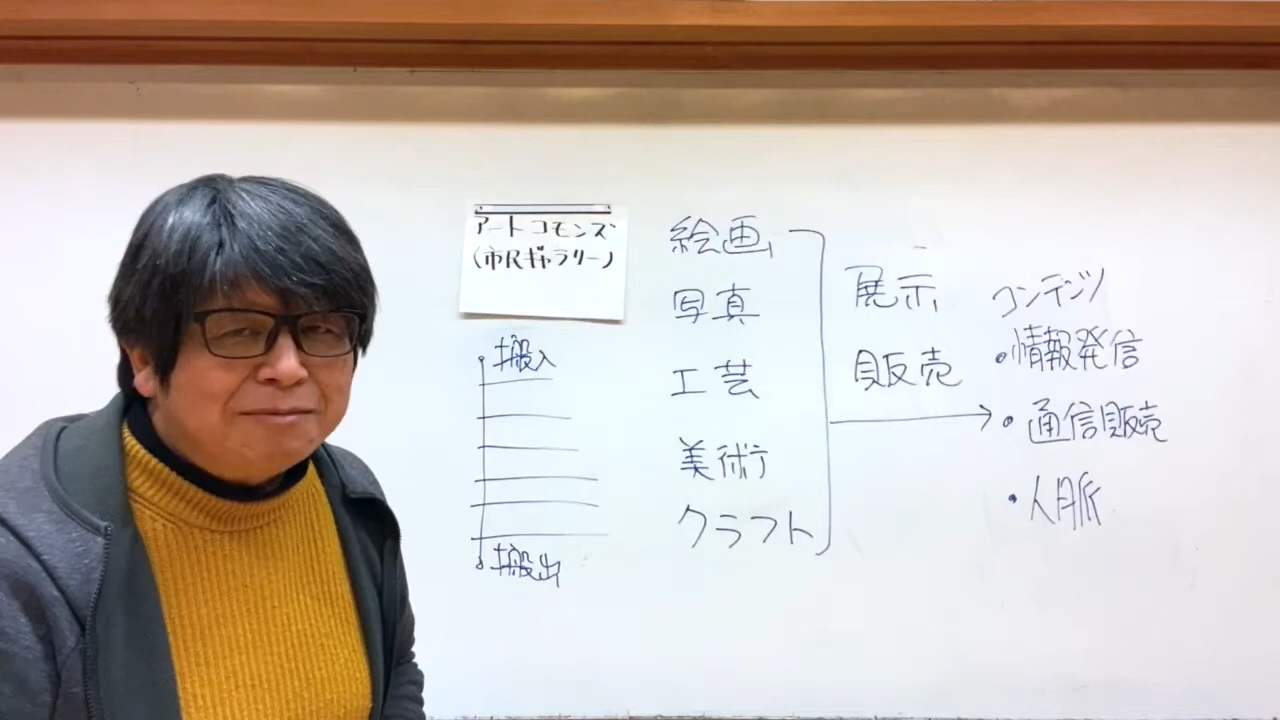 アートコモンズ
(市民ギャラリー)
搬入
搬出
絵画
写真
工芸
美術
クラフト
展示
販売
コンテンツ
・情報発信
・通信販売
・人脈